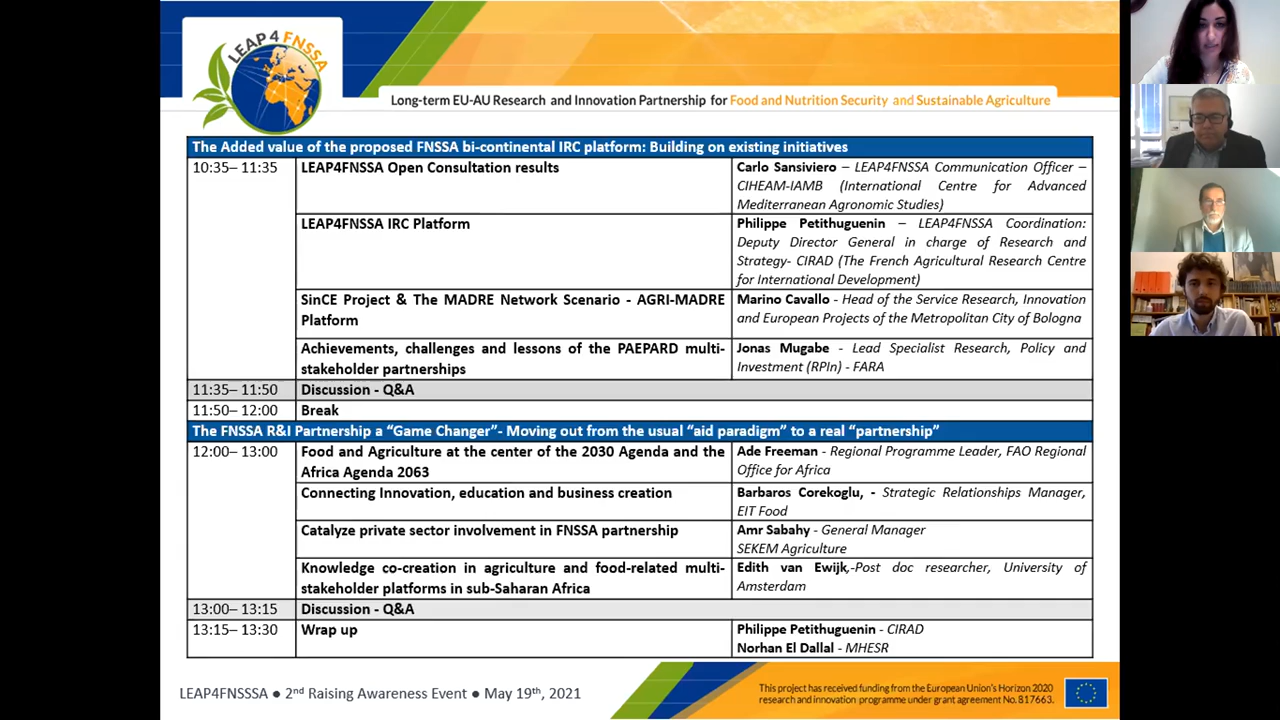 LEAP 4 FNSSA
Long-term EU-AU Research and Innovation Partnership for Food and Nutrition Security and Sustainable Agriculture
The Added value of the proposed FNSSA bi-continental IRC platform: Building on existing initiatives
10:35– 11:35
LEAP4FNSSA Open Consultation results
Carlo Sansiviero – LEAP4FNSSA Communication Officer –
CIHEAM-IAMB (International Centre for Advanced
Mediterranean Agronomic Studies)
LEAP4FNSSA IRC Platform
Philippe Petithuguenin – LEAP4FNSSA Coordination:
Deputy Director General in charge of Research and
Strategy- CIRAD (The French Agricultural Research Centre
for International Development)
SinCE Project & The MADRE Network Scenario - AGRI-MADRE
Platform
Marino Cavallo - Head of the Service Research, Innovation
and European Projects of the Metropolitan City of Bologna
Achievements, challenges and lessons of the PAEPARD multi-
stakeholder partnerships
Jonas Mugabe - Lead Specialist Research, Policy and
Investment (RPIn) - FARA
11:35– 11:50
Discussion - Q&A
11:50– 12:00
Break
The FNSSA R&I Partnership a “Game Changer”- Moving out from the usual “aid paradigm” to a real “partnership”
12:00– 13:00
Food and Agriculture at the center of the 2030 Agenda and the
Africa Agenda 2063
Ade Freeman - Regional Programme Leader, FAO Regional
Office for Africa
Connecting Innovation, education and business creation
Barbaros Corekoglu, - Strategic Relationships Manager,
EIT Food
Catalyze private sector involvement in FNSSA partnership
Amr Sabahy - General Manager
SEKEM Agriculture
Knowledge co-creation in agriculture and food-related multi-
stakeholder platforms in sub-Saharan Africa
Edith van Ewijk,-Post doc researcher, University of
Amsterdam
13:00– 13:15
Discussion - Q&A
13:15– 13:30
Wrap up
Philippe Petithuguenin - CIRAD
Norhan El Dallal - MHESR
LEAP4FNSSSA ● 2nd Raising Awareness Event ● May 19th, 2021
This project has received funding from the European Union's Horizon 2020
research and innovation programme under grant agreement No.817663.